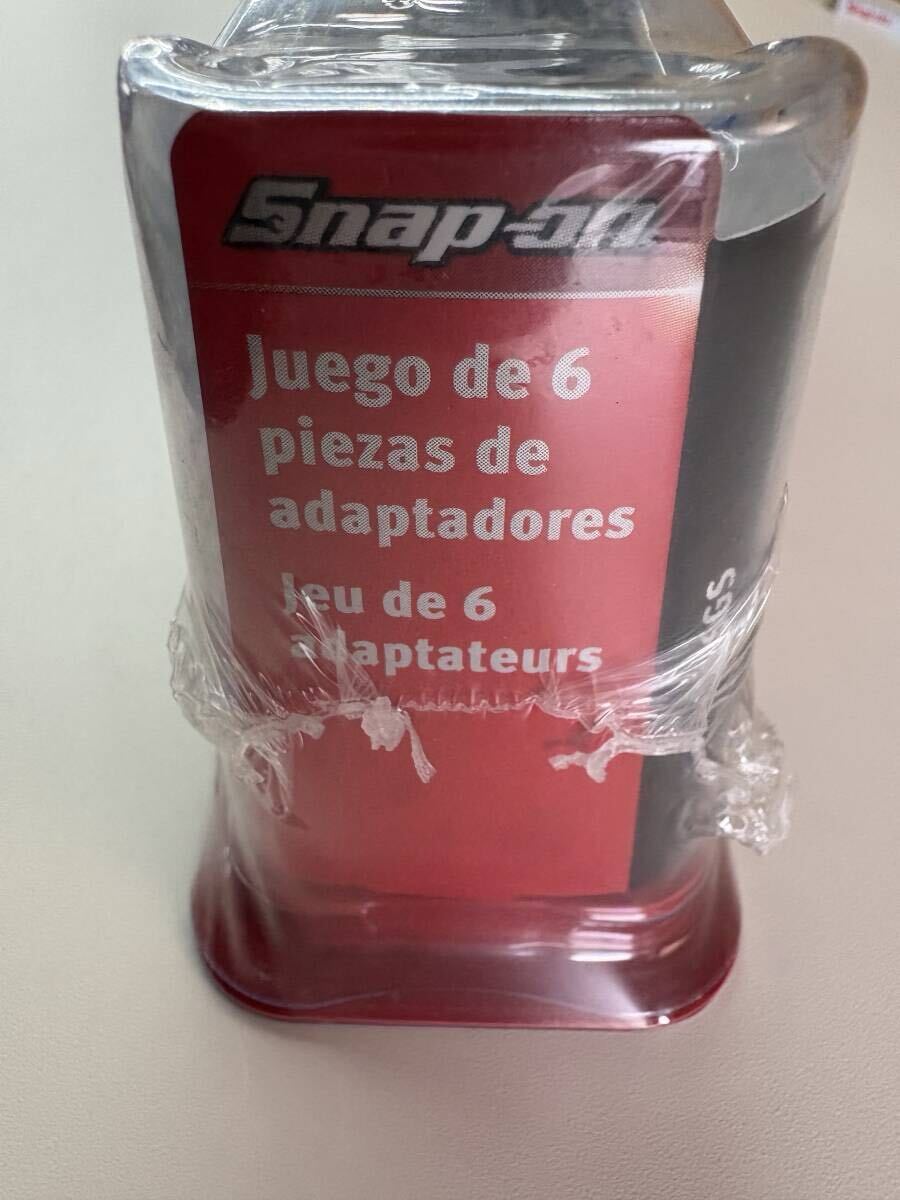 Snap-on
Juego de 6
piezas de
adaptadores
Jeu de 6
adaptateurs